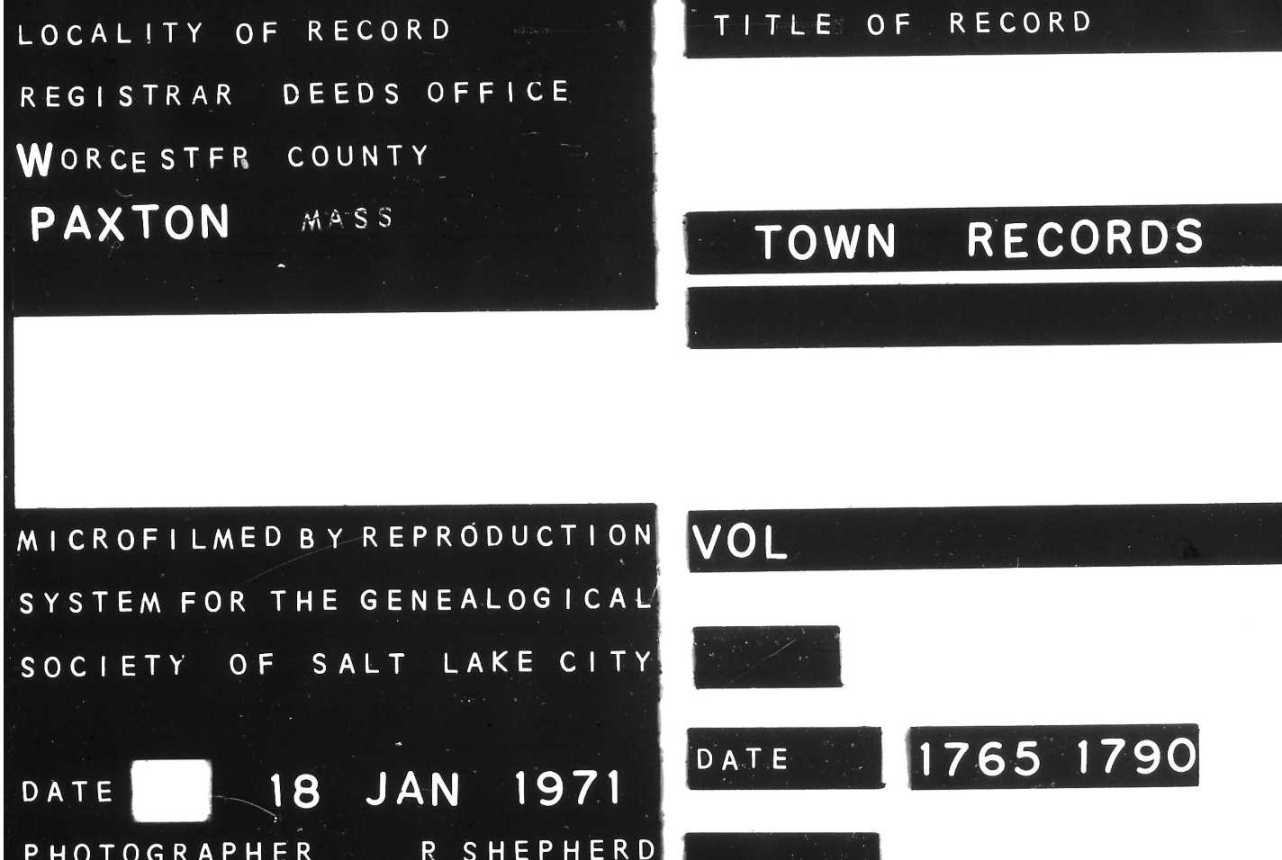 LOCALITY OF RECORD
REGISTRAR DEEDS OFFICE
WORCESTFR COUNTY
PAXTON MASS
MICROFILMED BY REPRODUCTION
SYSTEM FOR THE GENEALOGICAL
SOCIETY OF SALT LAKE CITY
DATE 18 JAN 1971
PHOTOGRAPHER R SHEPHERD
TITLE OF RECORD
TOWN RECORDS
VOL
DATE 1765 1790